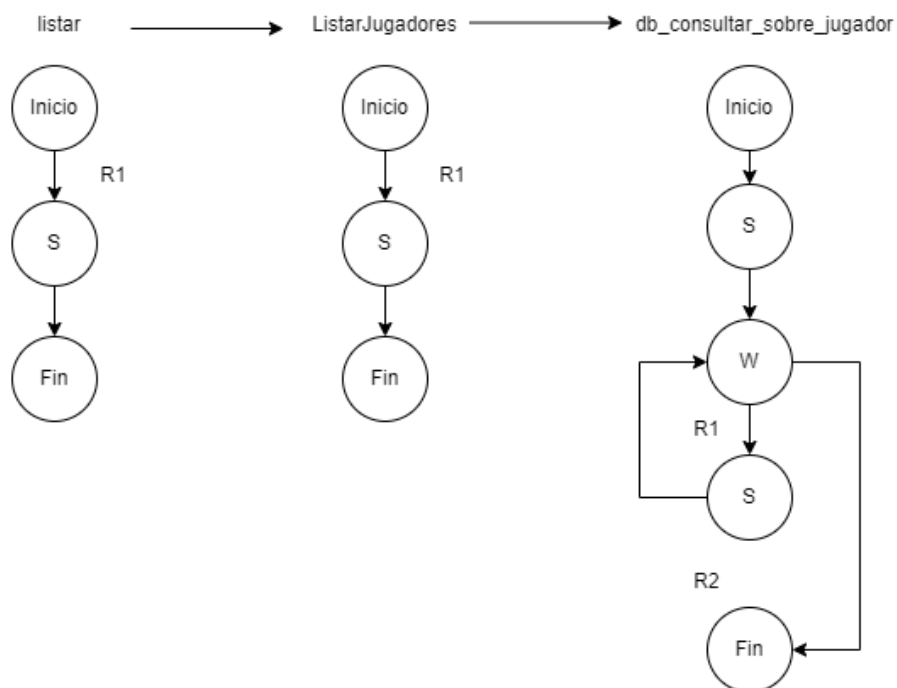 listar
ListarJugadores
db_consultar_sobre_jugador
Inicio
Inicio
Inicio
R1
R1
S
S
S
W
Fin
Fin
R1
S
R2
Fin